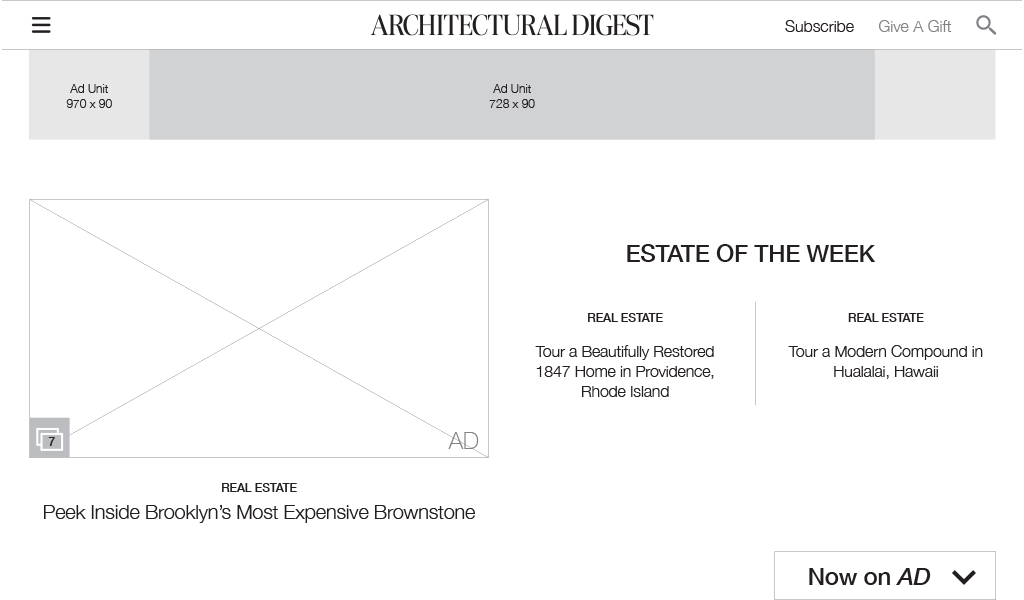 ARCHITECTURAL DIGEST
Subscribe
Give A Gift
Ad Unit
970 x 90
Ad Unit
728 x 90
7
AD
REAL ESTATE
Peek Inside Brooklyn’s Most Expensive Brownstone
ESTATE OF THE WEEK
REAL ESTATE
Tour a Beautifully Restored
1847 Home in Providence,
Rhode Island
REAL ESTATE
Tour a Modern Compound in
Hualalai, Hawaii
Now on AD